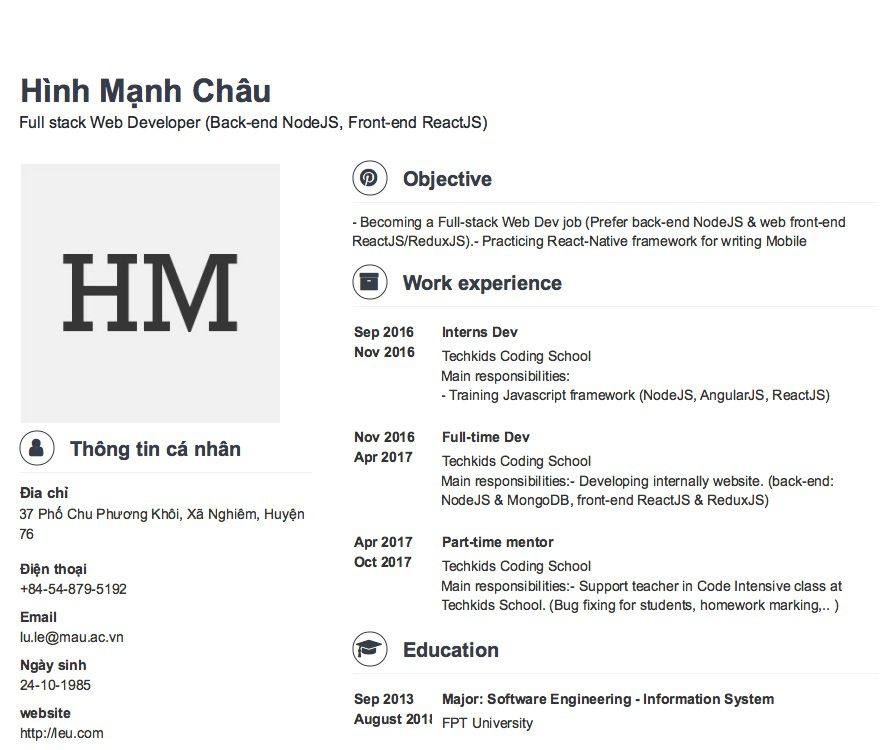 Hình Mạnh Châu
Full stack Web Developer (Back-end NodeJS, Front-end ReactJS)
HM
Thông tin cá nhân
Đia chỉ
37 Phố Chu Phương Khôi, Xã Nghiêm, Huyện
76
Điện thoại
+84-54-879-5192
Email
lu.le@mau.ac.vn
Ngày sinh
24-10-1985
website
http://leu.com
Objective
- Becoming a Full-stack Web Dev job (Prefer back-end NodeJS & web front-end
ReactJS/ReduxJS).- Practicing React-Native framework for writing Mobile
Work experience
Sep 2016
Nov 2016
Interns Dev
Techkids Coding School
Main responsibilities:
- Training Javascript framework (NodeJS, AngularJS, ReactJS)
Nov 2016
Apr 2017
Full-time Dev
Techkids Coding School
Main responsibilities:- Developing internally website. (back-end:
NodeJS & MongoDB, front-end ReactJS & ReduxJS)
Apr 2017
Oct 2017
Part-time mentor
Techkids Coding School
Main responsibilities:- Support teacher in Code Intensive class at
Techkids School. (Bug fixing for students, homework marking,.. )
Education
Sep 2013
August 2018
Major: Software Engineering - Information System
FPT University